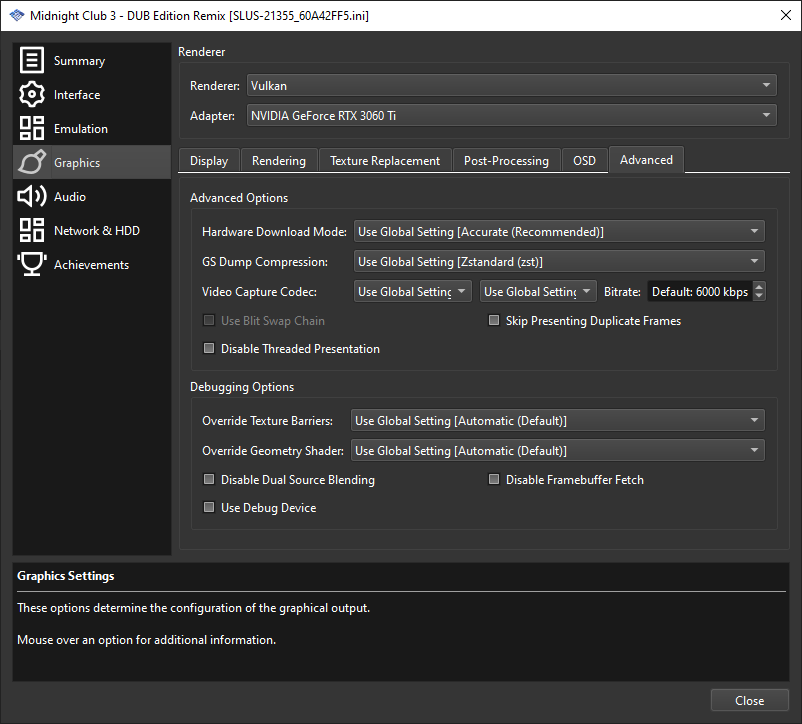 Midnight Club 3 - DUB Edition Remix [SLUS-21355_60A42FF5.ini]
Summary
Interface
Emulation
Graphics
Audio
Network & HDD
Achievements
Renderer
Renderer: Vulkan
Adapter: NVIDIA GeForce RTX 3060 Ti
Display Rendering Texture Replacement Post-Processing OSD Advanced
Advanced Options
Hardware Download Mode: Use Global Setting [Accurate (Recommended)]
GS Dump Compression: Use Global Setting [Zstandard (zst)]
Video Capture Codec: Use Global Setting Use Global Setting Bitrate: Default: 6000 kbps
Use Blit Swap Chain Skip Presenting Duplicate Frames
Disable Threaded Presentation
Debugging Options
Override Texture Barriers: Use Global Setting [Automatic (Default)]
Override Geometry Shader: Use Global Setting [Automatic (Default)]
Disable Dual Source Blending Disable Framebuffer Fetch
Use Debug Device
Graphics Settings
These options determine the configuration of the graphical output.
Mouse over an option for additional information.
Close